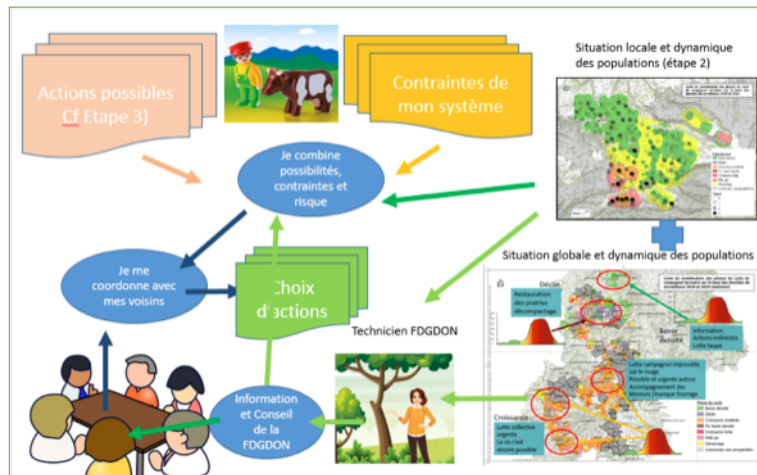 Actions possibles
Cf Etape 3)
Contraintes de
mon système
Situation locale et dynamique
des populations (étape 2)
Je combine
possibilités,
contraintes et
risque
Je me
coordonne avec
mes voisins
Choix
d'actions
Technicien FDGDON
Information
et Conseil
de la
FDGDON
Situation globale et dynamique des populations
Déclin
Restauration
des prairies
décompactage
Basse
densité
Information
Actions indirectes
Lutte taupe
Lutte campagnol impossible
sur le rouge
Possible et urgente autour
Accompagnement des
éleveurs /manque fourrage
Croissance
Lutte collective
urgente
Là où c'est
encore possible